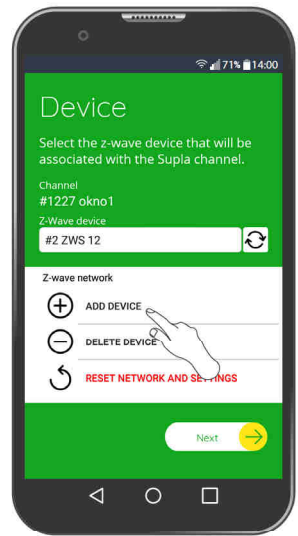 71% 14:00
Device
Select the z-wave device that will be
associated with the Supla channel.
Channel
#1227 okno1
Z-Wave device
#2 ZWS 12
Z-wave network
ADD DEVICE
DELETE DEVICE
RESET NETWORK AND SETTINGS
Next